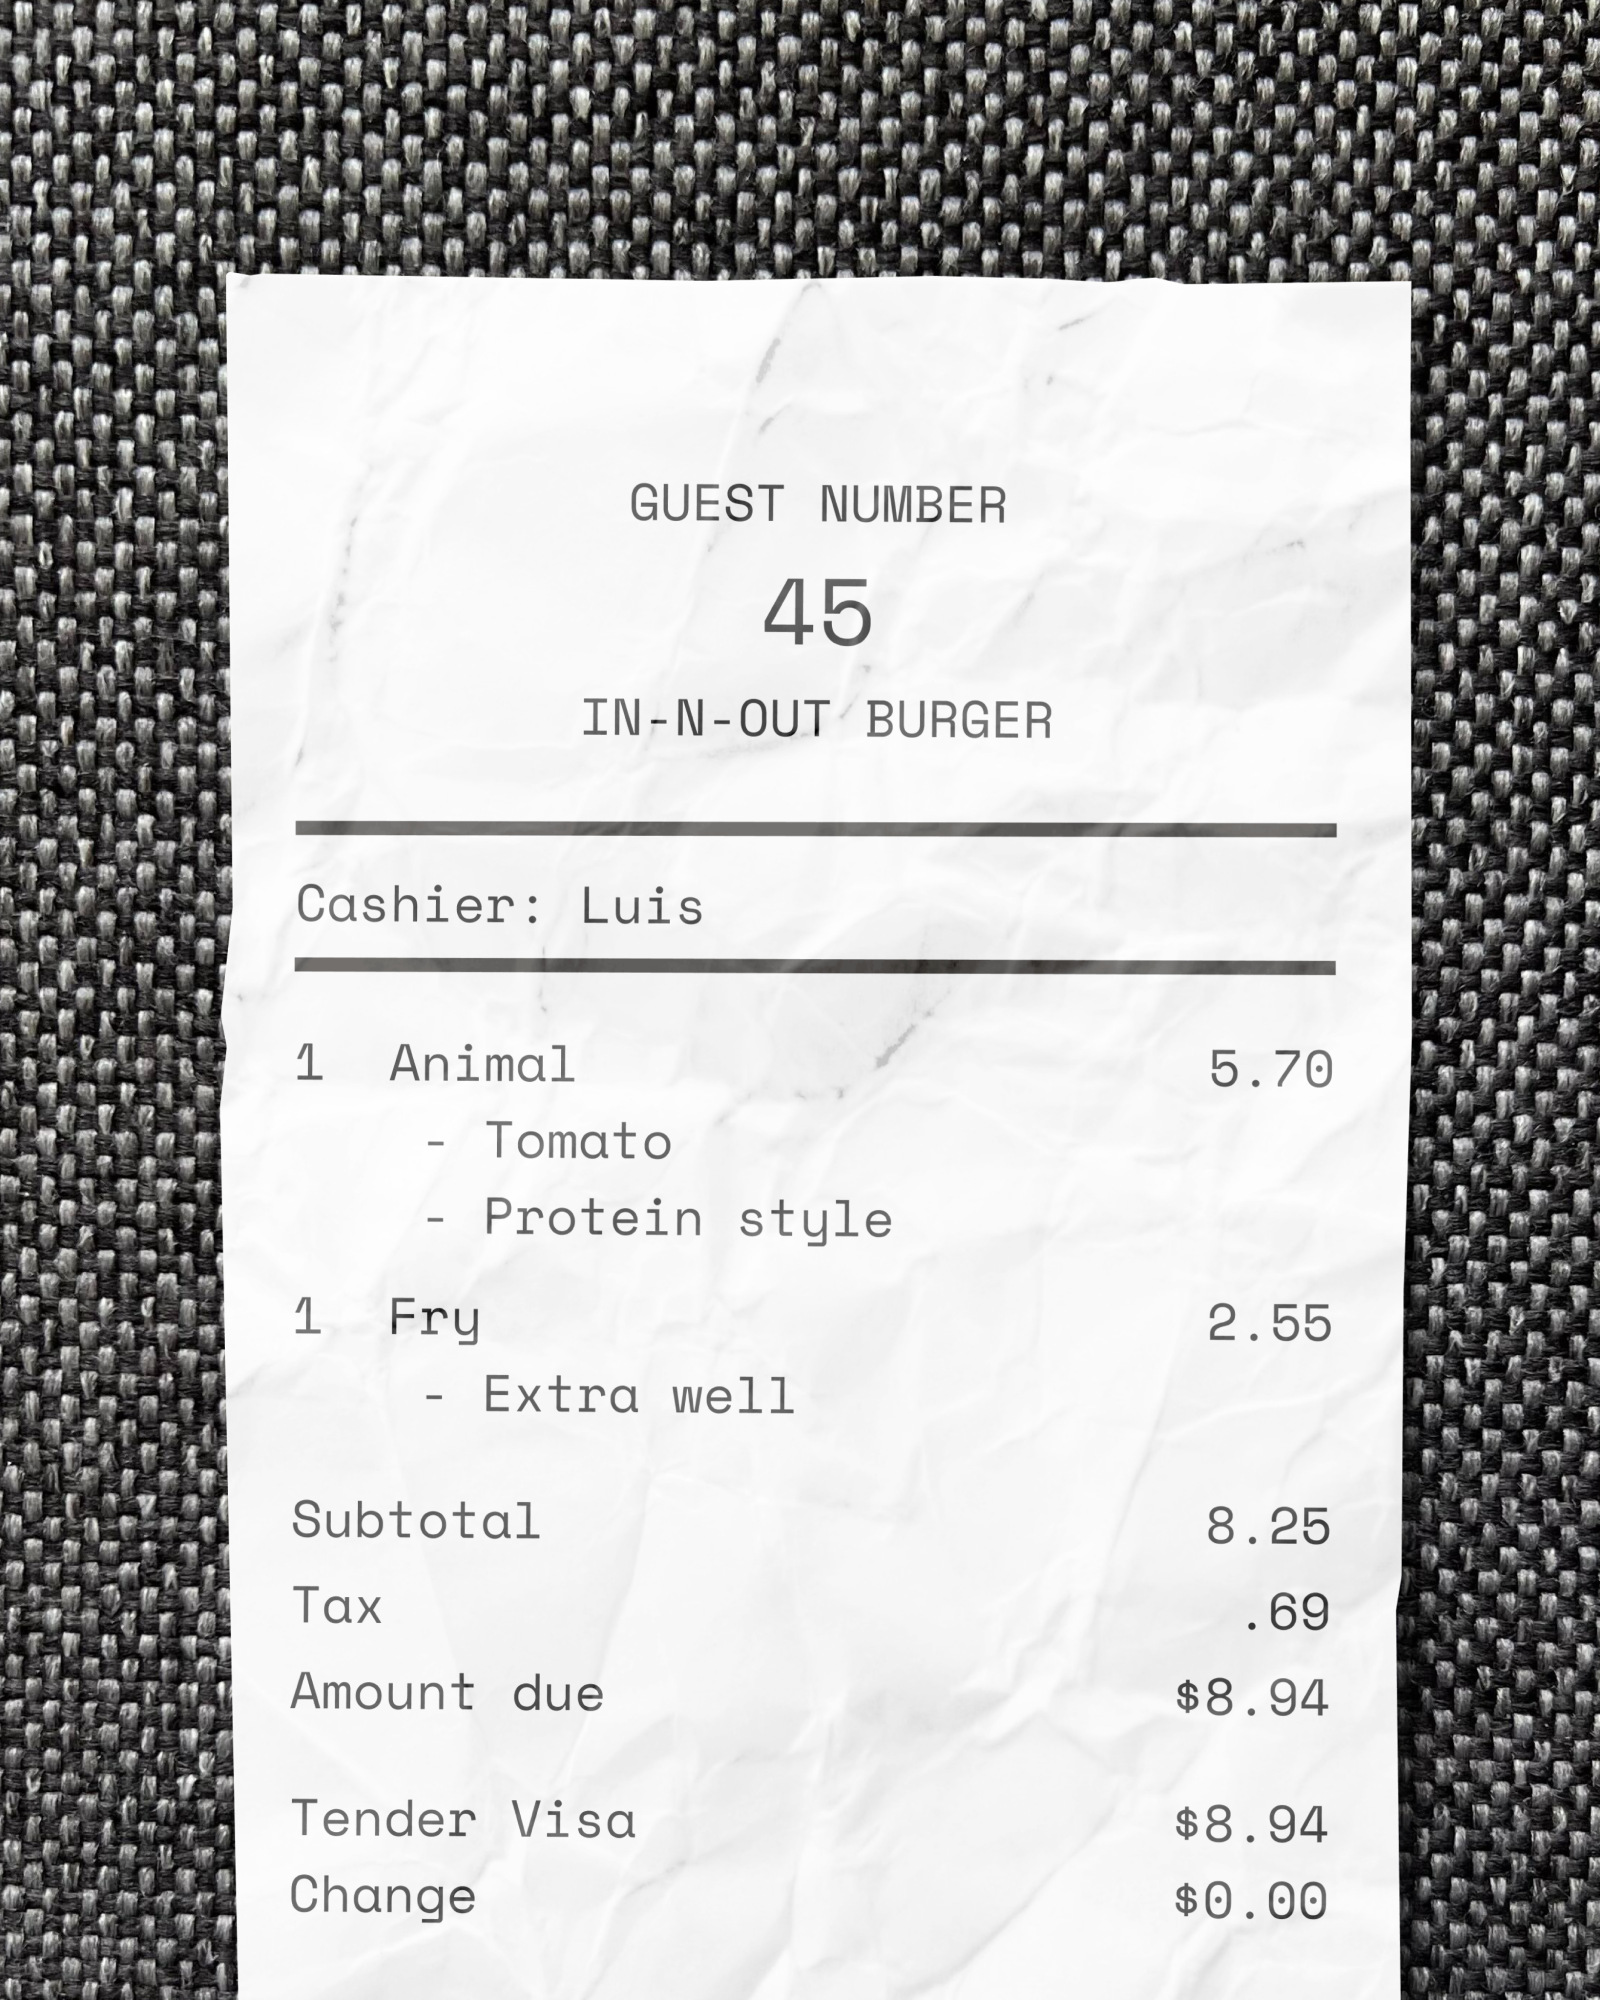 GUEST NUMBER
45
IN-N-OUT BURGER
Cashier: Luis
1 Animal 5.70
- Tomato
- Protein style
1 Fry 2.55
- Extra well
Subtotal 8.25
Tax .69
Amount due $8.94
Tender Visa $8.94
Change $0.00